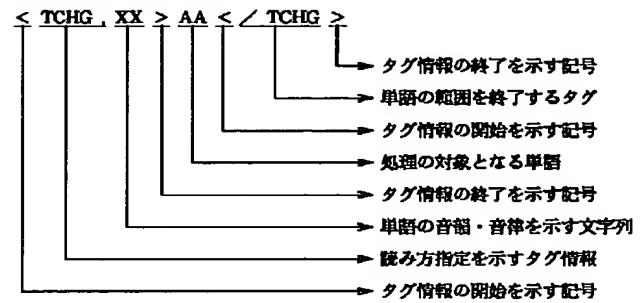 < TCHG , XX > AA < / TCHG >
タグ情報の終了を示す記号
単語の範囲を終了するタグ
タグ情報の開始を示す記号
処理の対象となる単語
タグ情報の終了を示す記号
単語の音韻・音律を示す文字列
読み方指定を示すタグ情報
タグ情報の開始を示す記号